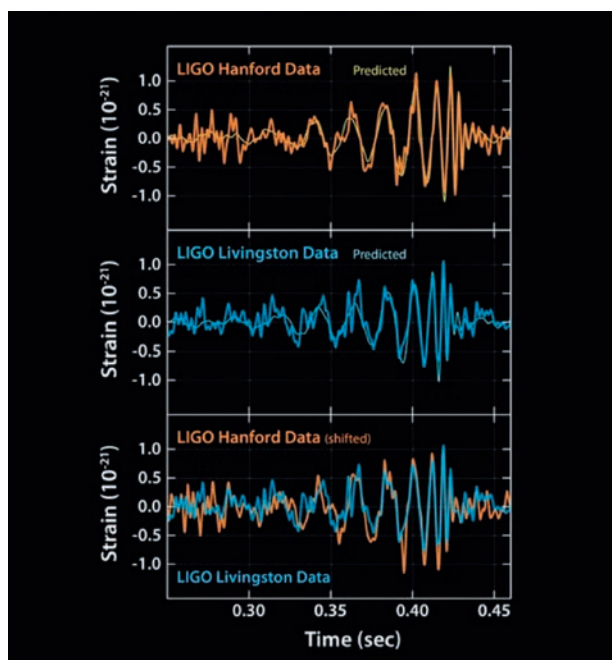 LIGO Hanford Data
Predicted
Strain (10⁻²¹)
1.0
0.5
0.0
-0.5
-1.0
LIGO Livingston Data
Predicted
Strain (10⁻²¹)
1.0
0.5
0.0
-0.5
-1.0
LIGO Hanford Data (shifted)
Strain (10⁻²¹)
1.0
0.5
0.0
-0.5
-1.0
LIGO Livingston Data
0.30 0.35 0.40 0.45
Time (sec)